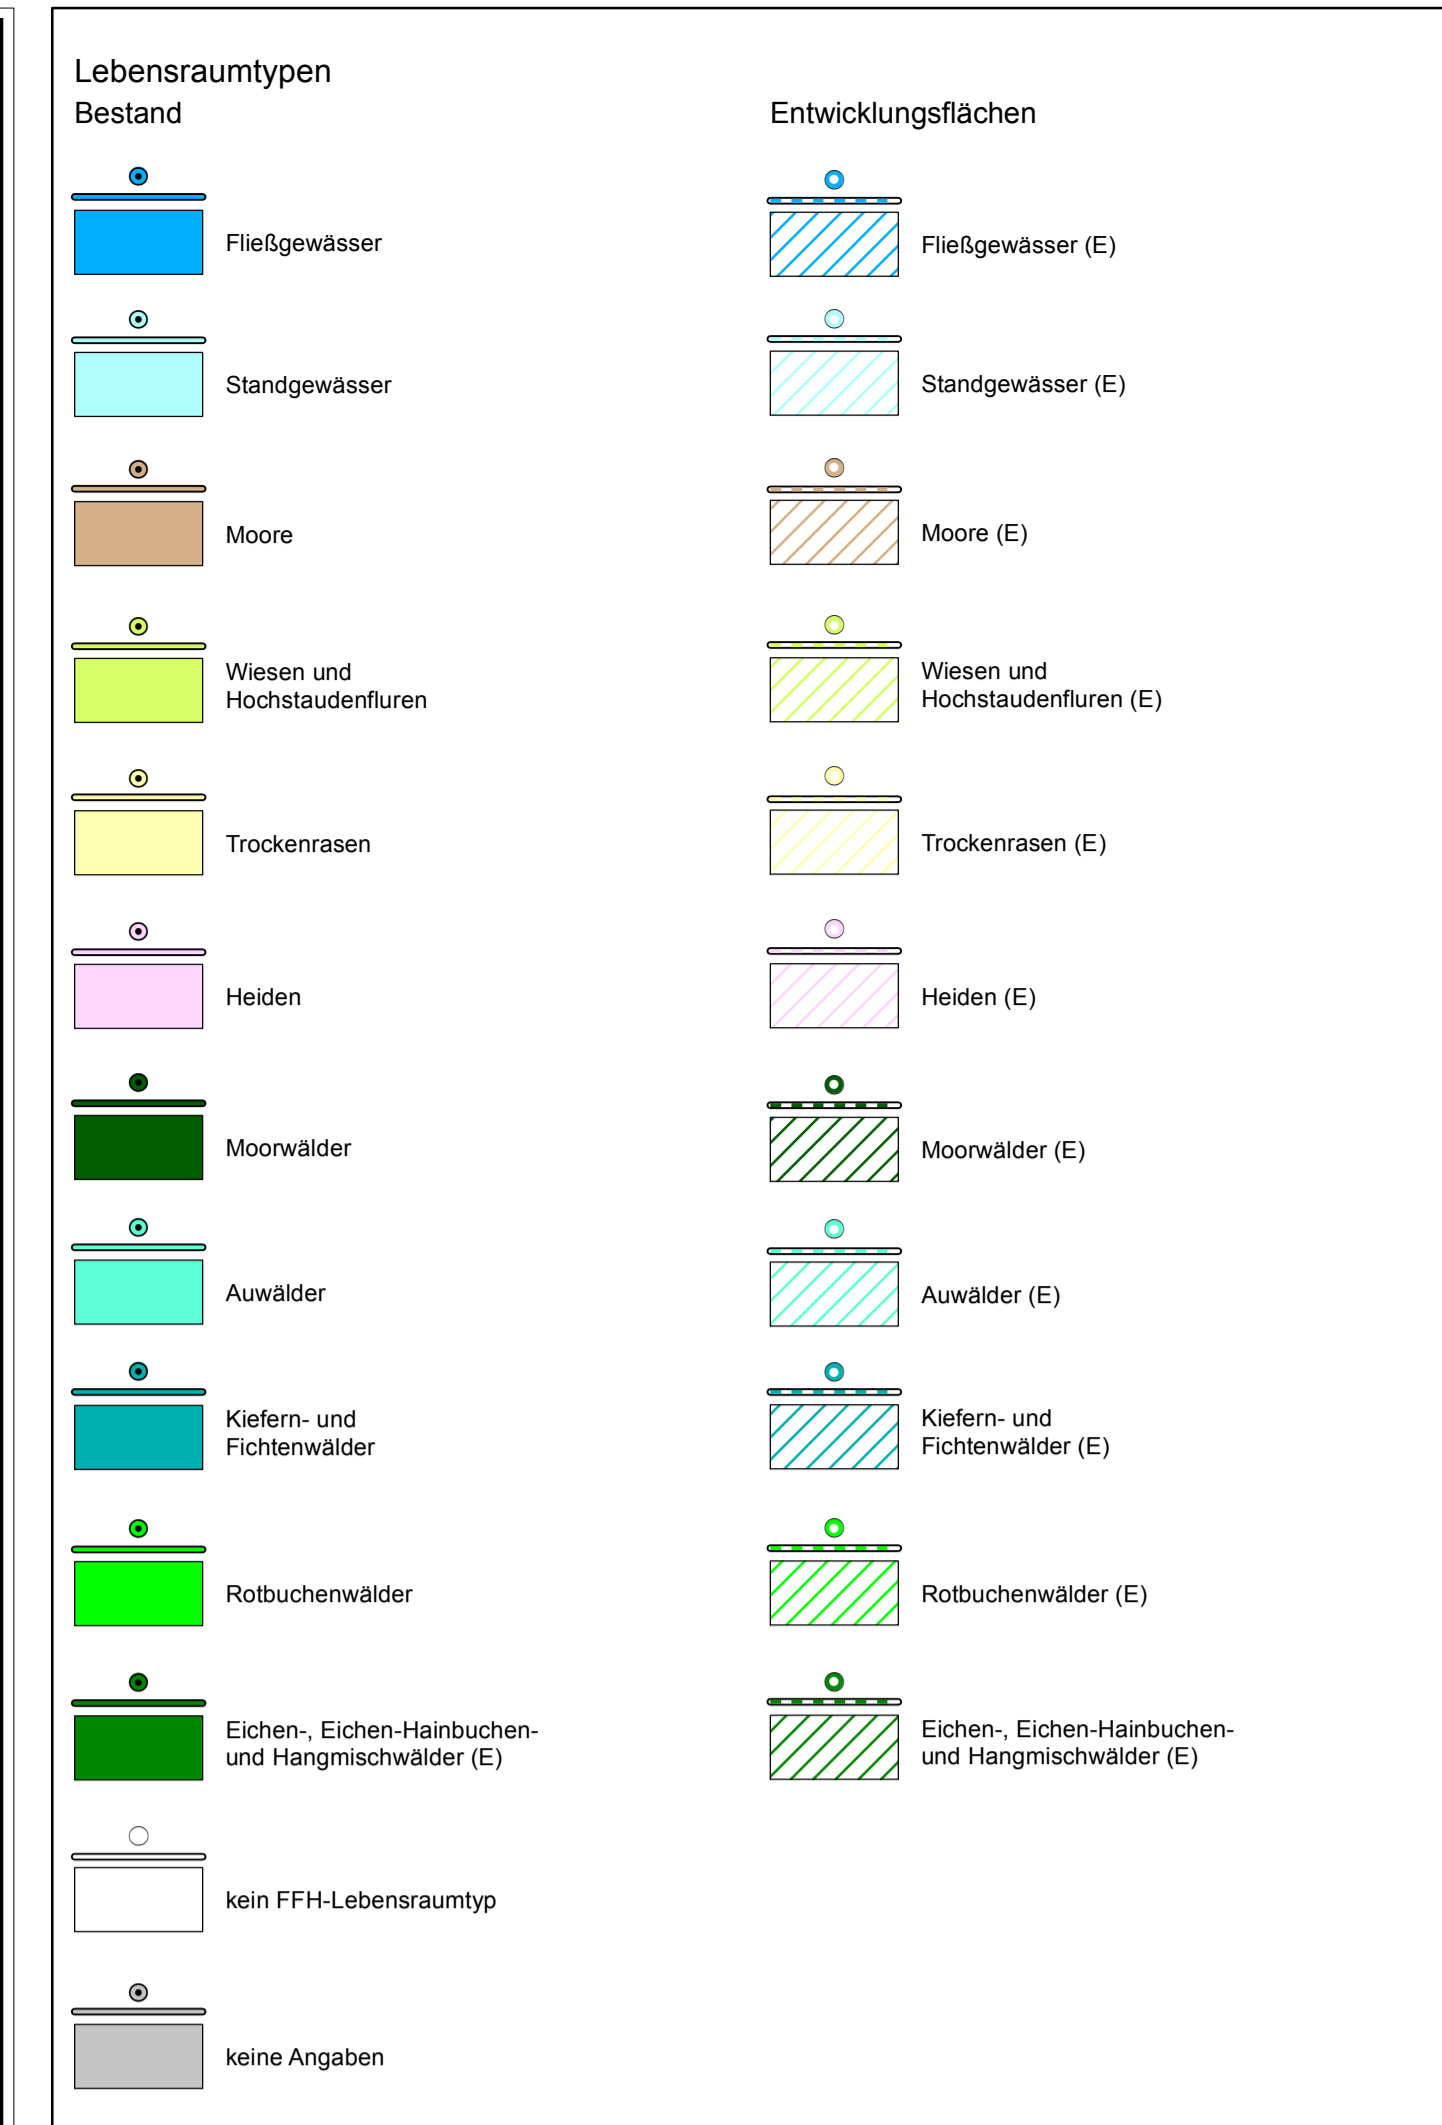 Lebensraumtypen
Bestand
Fließgewässer
Standgewässer
Moore
Wiesen und
Hochstaudenfluren
Trockenrasen
Heiden
Moorwälder
Auwälder
Kiefern- und
Fichtenwälder
Rotbuchenwälder
Eichen-, Eichen-Hainbuchen-
und Hangmischwälder (E)
kein FFH-Lebensraumtyp
keine Angaben
Entwicklungsflächen
Fließgewässer (E)
Standgewässer (E)
Moore (E)
Wiesen und
Hochstaudenfluren (E)
Trockenrasen (E)
Heiden (E)
Moorwälder (E)
Auwälder (E)
Kiefern- und
Fichtenwälder (E)
Rotbuchenwälder (E)
Eichen-, Eichen-Hainbuchen-
und Hangmischwälder (E)